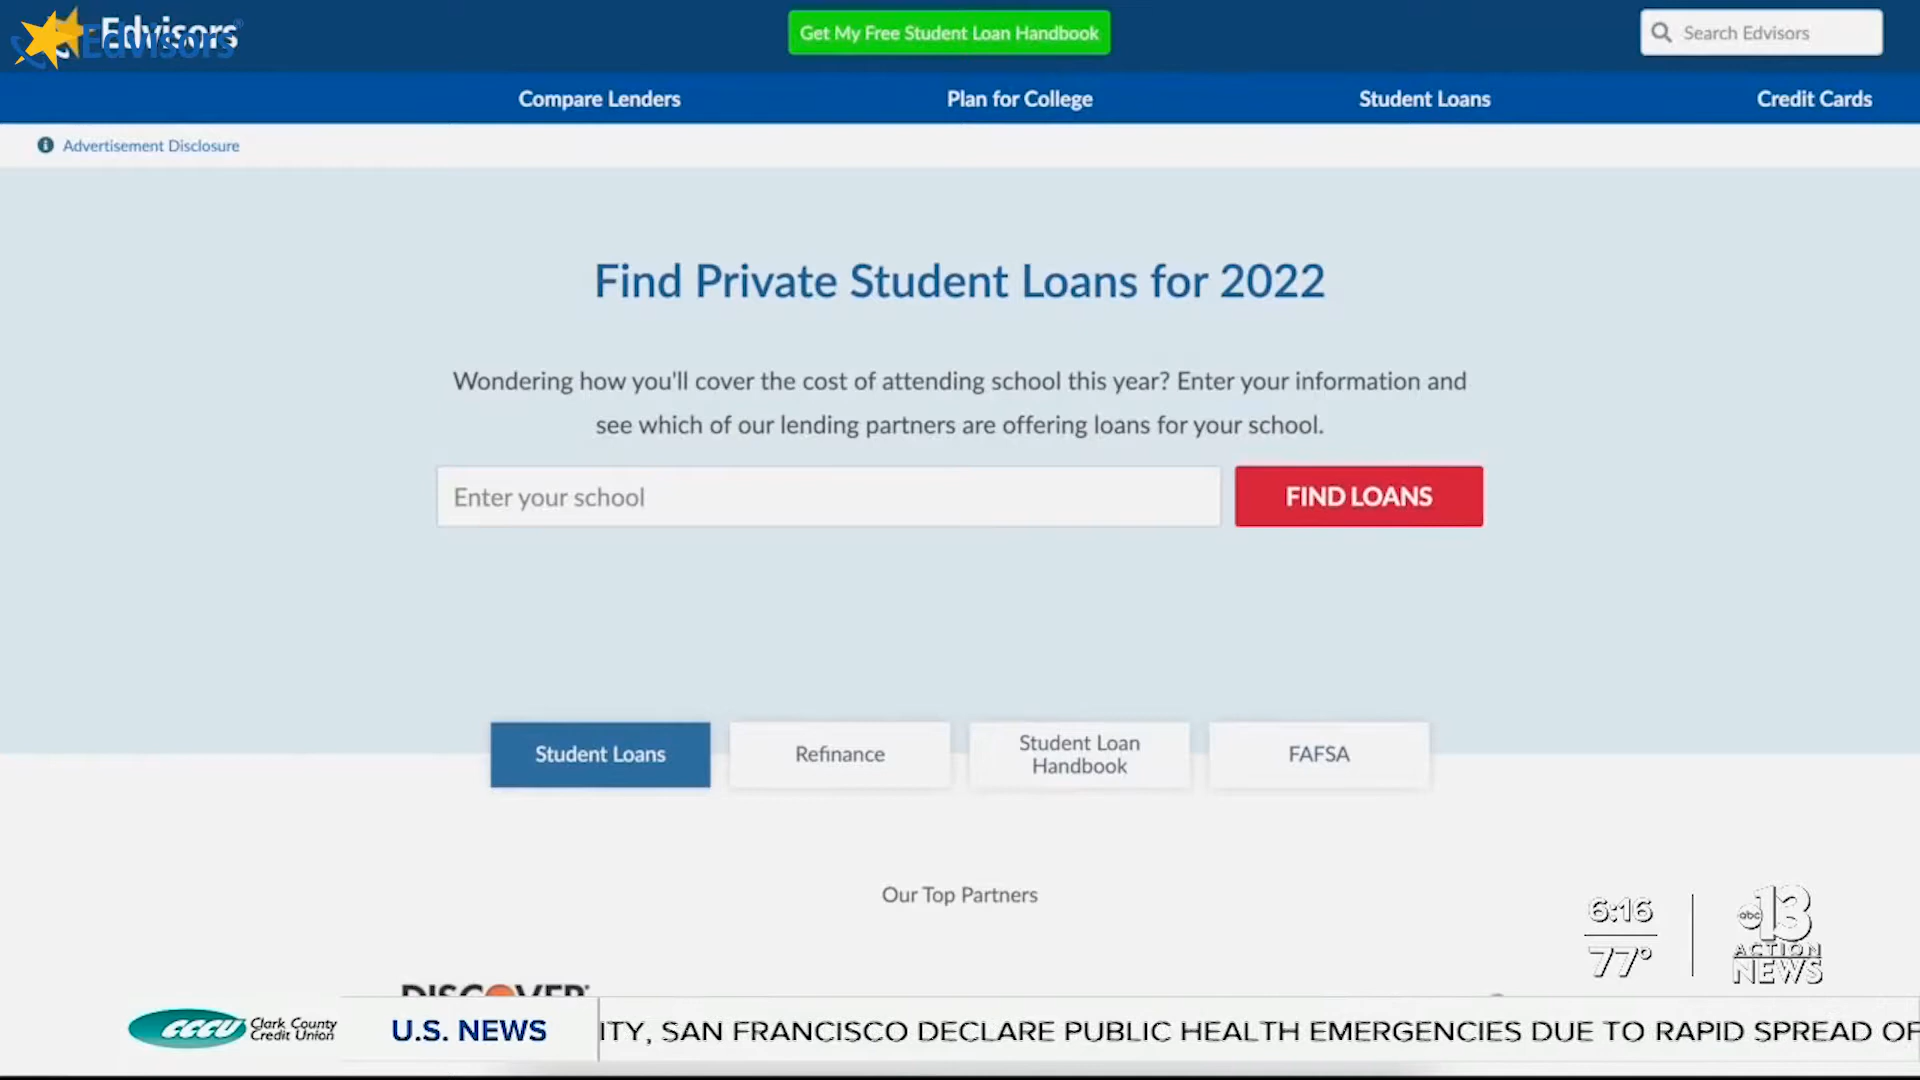 Edvisors
Edvisors
Get My Free Student Loan Handbook
Search Edvisors
Compare Lenders
Plan for College
Student Loans
Credit Cards
Advertisement Disclosure
Find Private Student Loans for 2022
Wondering how you'll cover the cost of attending school this year? Enter your information and
see which of our lending partners are offering loans for your school.
Enter your school
FIND LOANS
Student Loans
Refinance
Student Loan
Handbook
FAFSA
Our Top Partners
6:16
77°
abc 13
ACTION
NEWS
DISCOVER
CCCU
Clark County
Credit Union
U.S. NEWS
ITY, SAN FRANCISCO DECLARE PUBLIC HEALTH EMERGENCIES DUE TO RAPID SPREAD OF